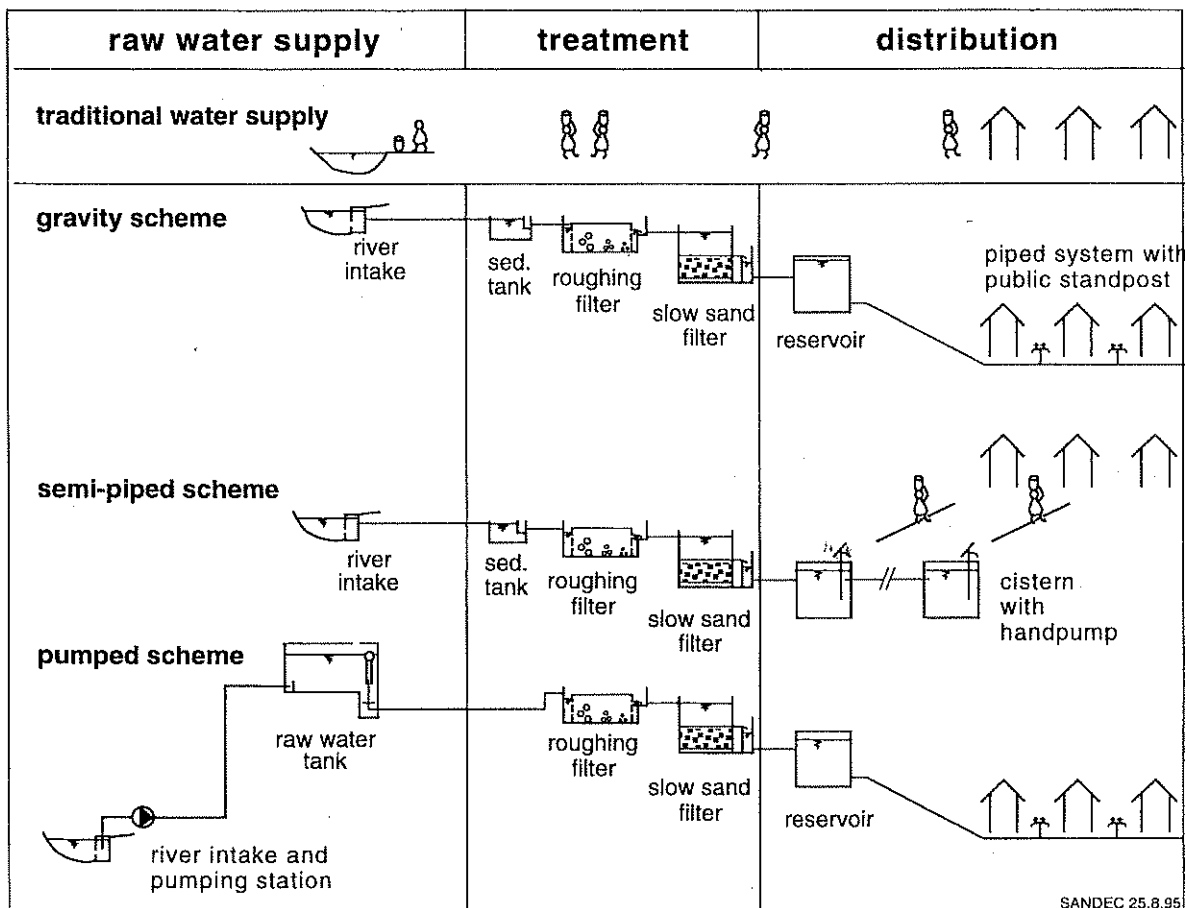 raw water supply
treatment
distribution
traditional water supply
gravity scheme
river
intake
sed.
tank
roughing
filter
slow sand
filter
reservoir
piped system with
public standpost
semi-piped scheme
river
intake
sed.
tank
roughing
filter
slow sand
filter
cistern
with
handpump
pumped scheme
raw water
tank
river intake and
pumping station
roughing
filter
slow sand
filter
reservoir
SANDEC 25.8.95